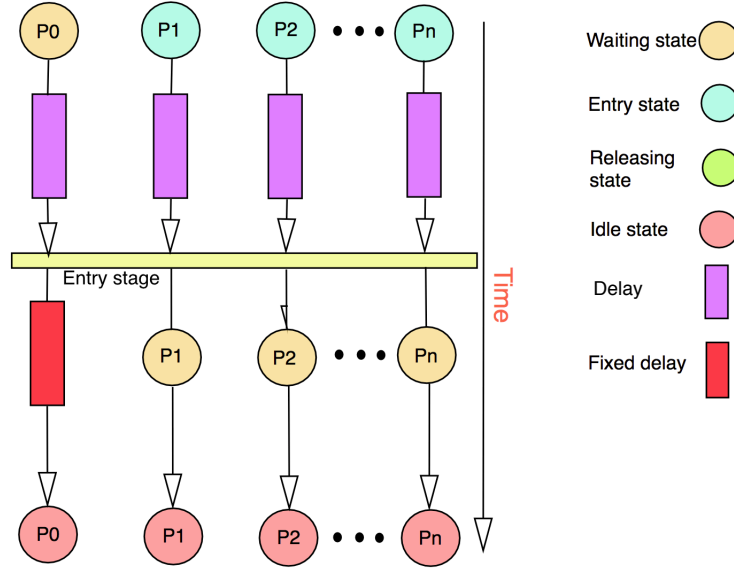 P0
P1
P2
Pn
Waiting state
Entry state
Releasing
state
Idle state
Entry stage
Delay
Time
P1
P2
Pn
Fixed delay
P0
P1
P2
Pn